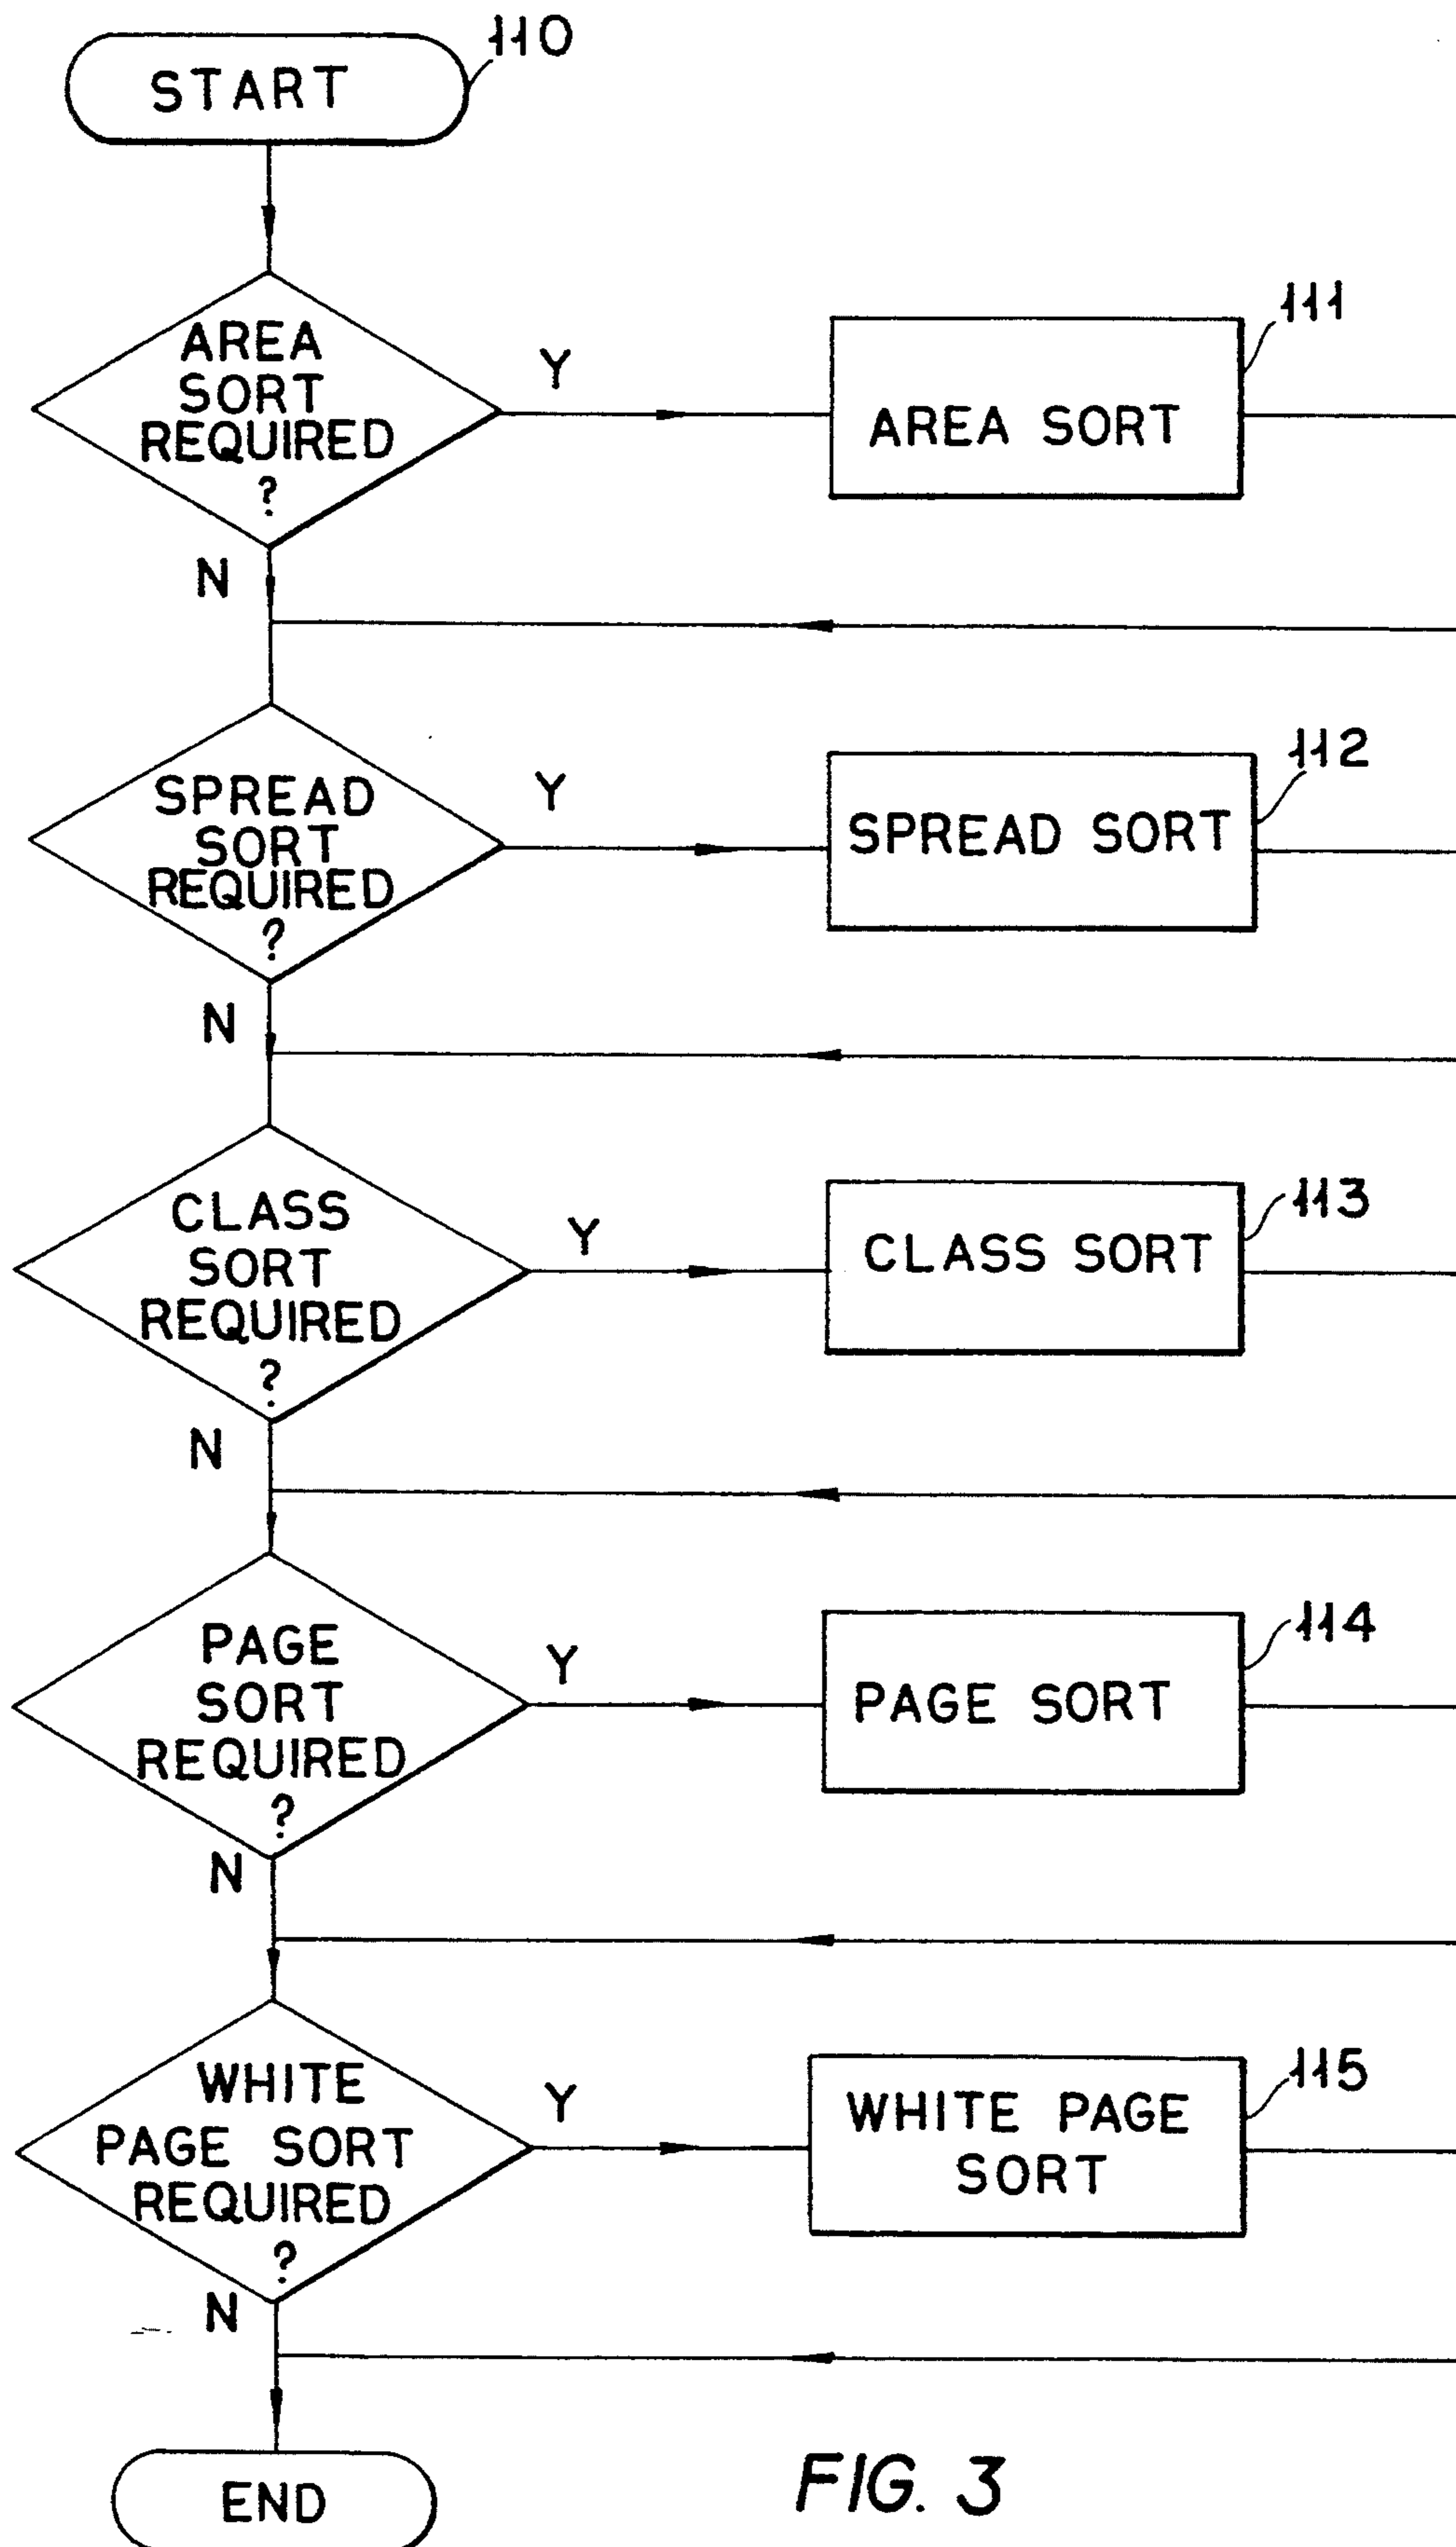 110
START
AREA
SORT
REQUIRED
?
Y
111
AREA SORT
N
SPREAD
SORT
REQUIRED
?
Y
112
SPREAD SORT
N
CLASS
SORT
REQUIRED
?
Y
113
CLASS SORT
N
PAGE
SORT
REQUIRED
?
Y
114
PAGE SORT
N
WHITE
PAGE SORT
REQUIRED
?
Y
115
WHITE PAGE
SORT
N
END
FIG. 3